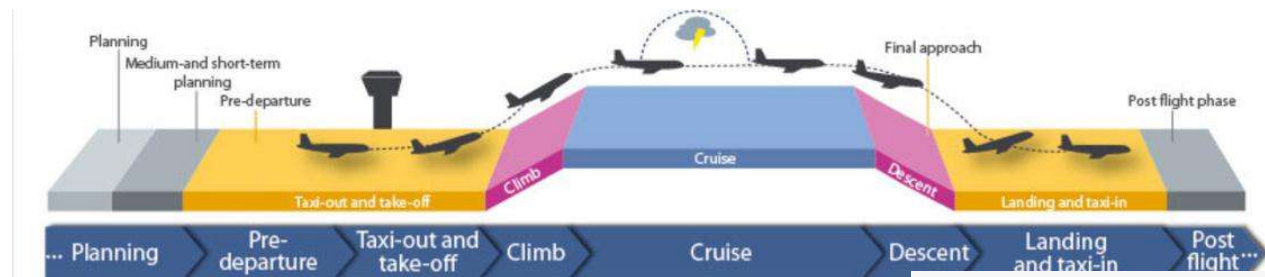 Planning
Medium-and short-term
planning
Pre-departure
Final approach
Post flight phase
Taxi-out and take-off
Climb
Cruise
Descent
Landing and taxi-in
... Planning
Pre-
departure
Taxi-out and
take-off
Climb
Cruise
Descent
Landing
and taxi-in
Post
flight ...